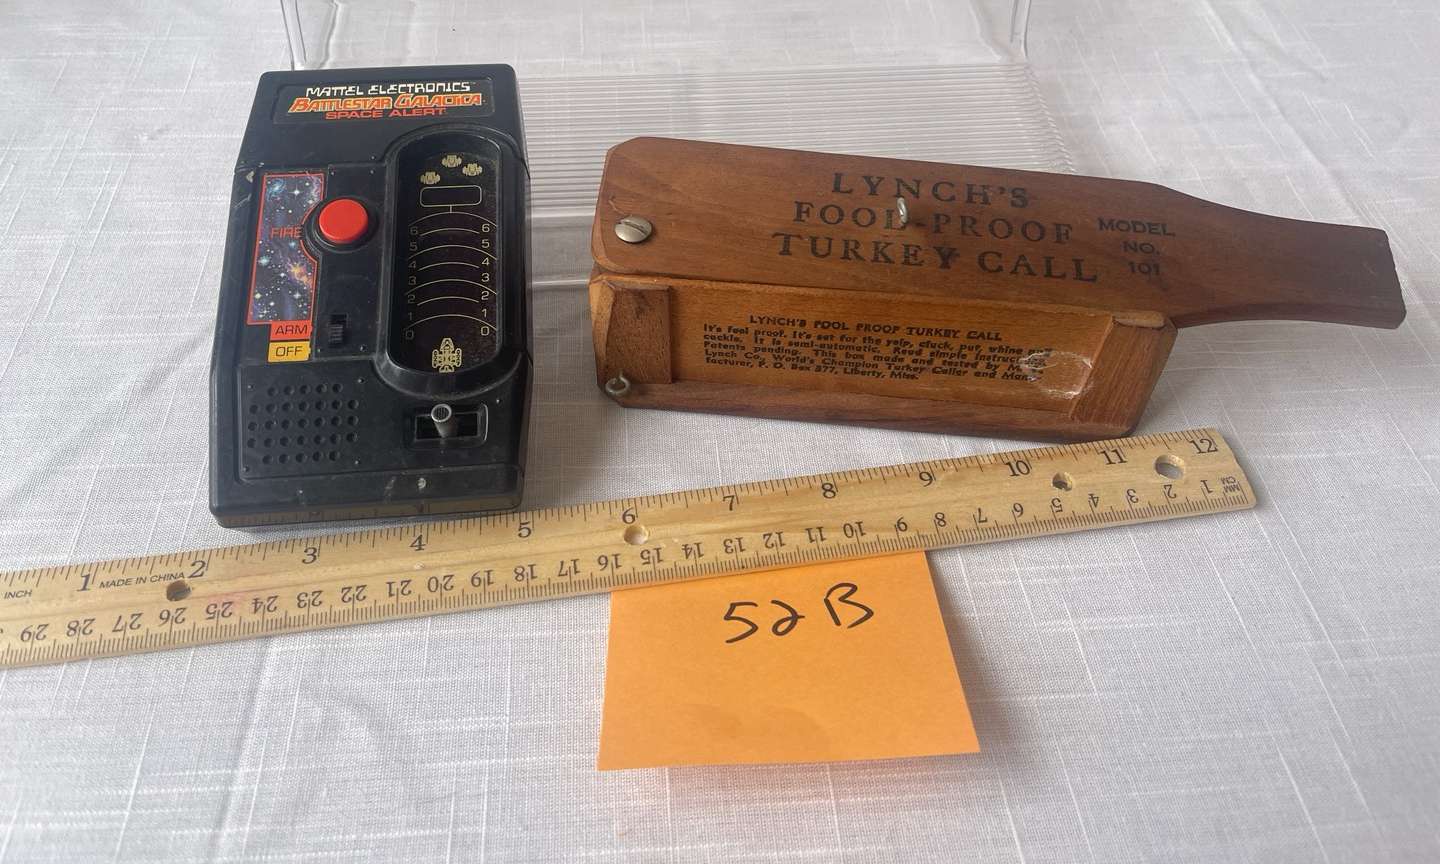 MATTEL ELECTRONICS™
BATTLESTAR GALACTICA™
SPACE ALERT
FIRE
ARM
OFF
6 6
5 5
4 4
3 3
2 2
1 1
0 0
LYNCH'S
FOOL-PROOF
TURKEY CALL
MODEL
NO.
101
LYNCH'S FOOL PROOF TURKEY CALL
It's fool proof. It's set for the yelp, cluck, put, whine and
cackle. It is semi-automatic. Read simple
Patents pending. This box made and tested by
Lynch Co., World's Champion Turkey Caller and
facturer, P. O. Box 377, Liberty, Miss.
INCH 1 MADE IN CHINA 2 3 4 5 6 7 8 9 10 11 12
MM
CM
1 2 3 4 5 6 7 8 9 10 11 12 13 14 15 16 17 18 19 20 21 22 23 24 25 26 27 28 29
52B